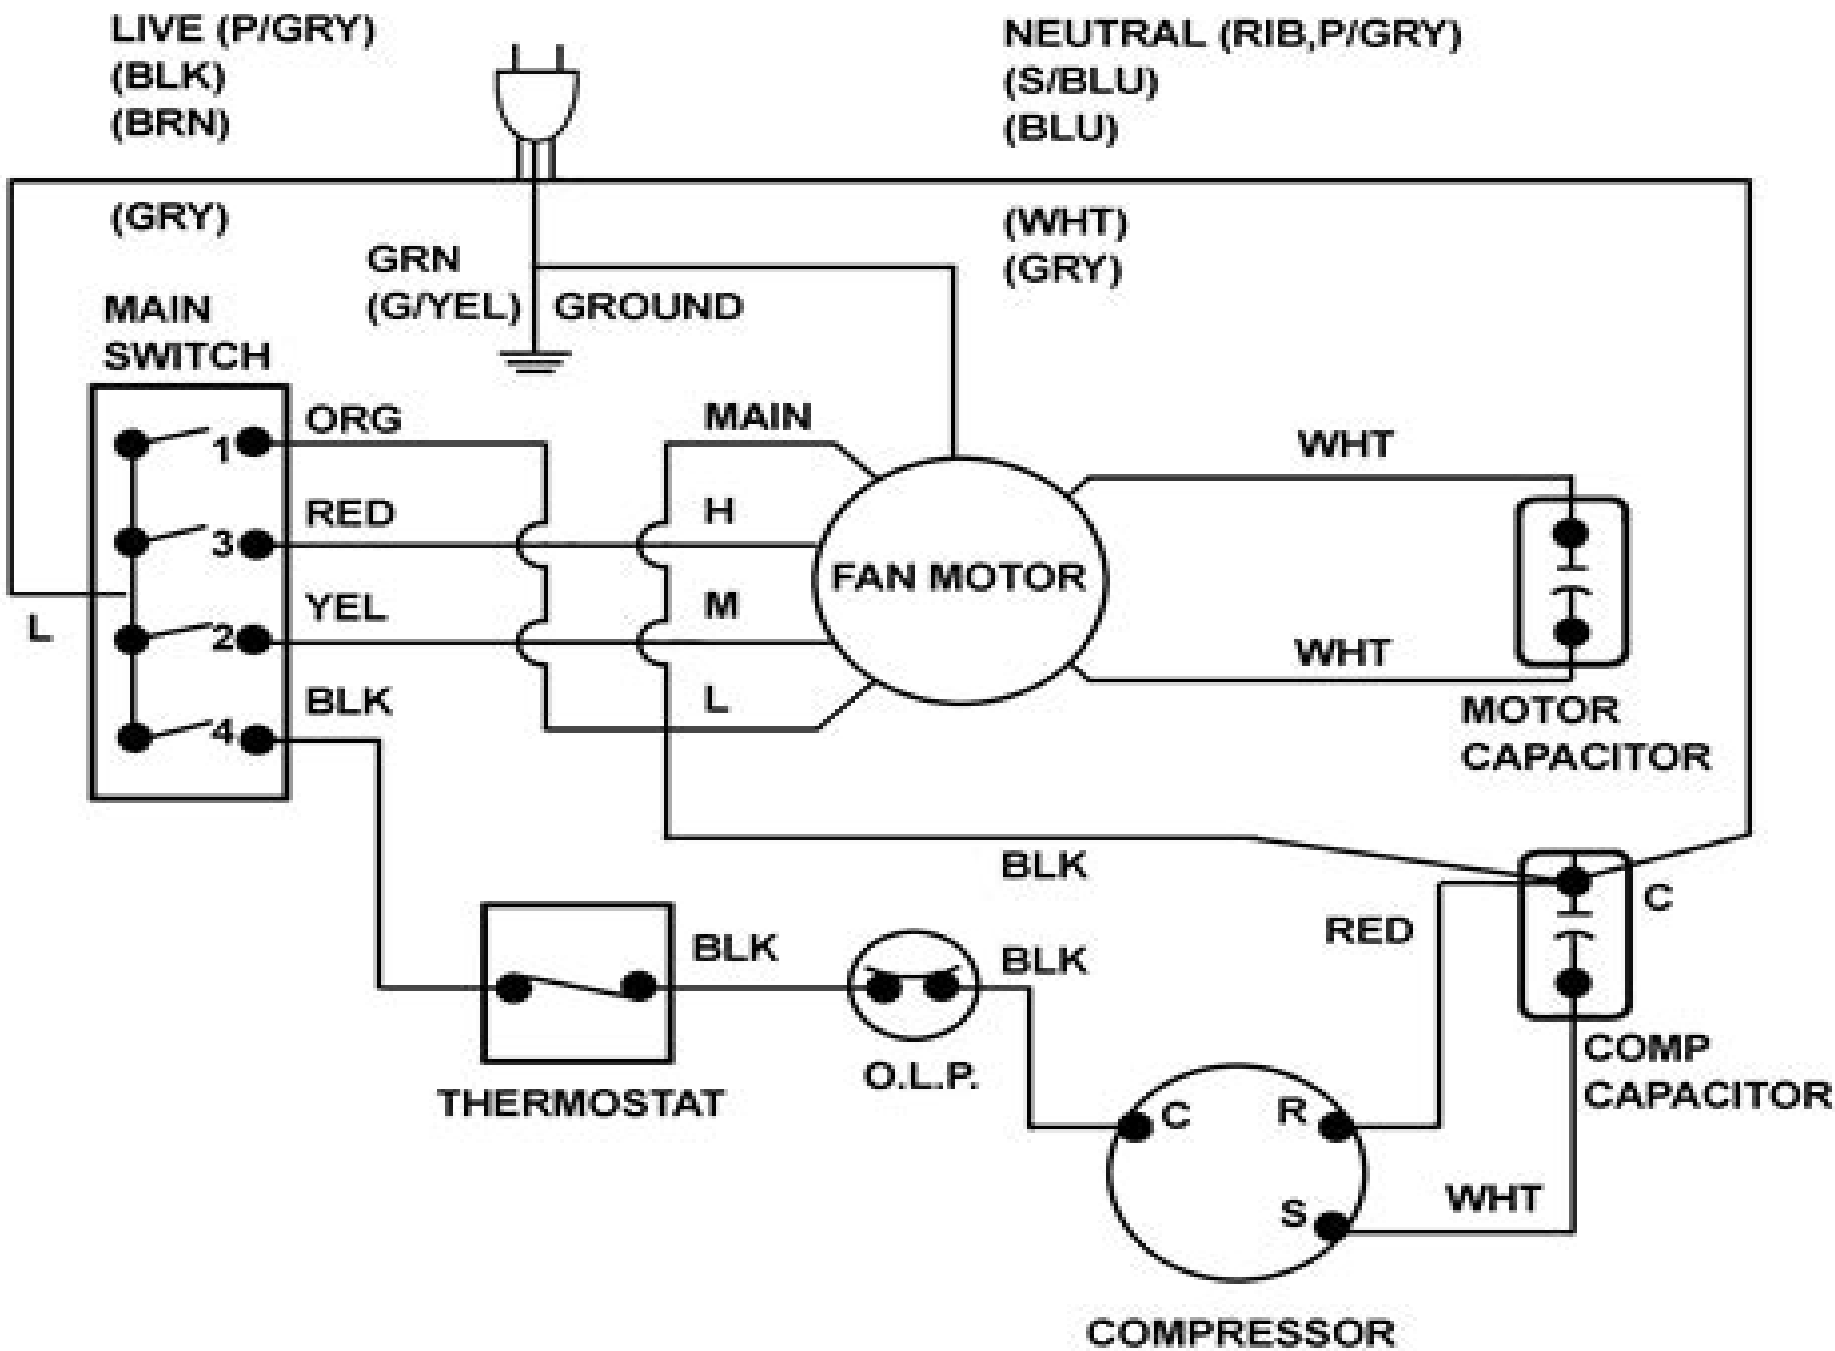 LIVE (P/GRY)
(BLK)
(BRN)
NEUTRAL (RIB,P/GRY)
(S/BLU)
(BLU)
(GRY)
(WHT)
(GRY)
GRN
(G/YEL)
GROUND
MAIN
SWITCH
ORG
1
RED
3
YEL
2
BLK
4
L
MAIN
H
M
L
FAN MOTOR
WHT
WHT
MOTOR
CAPACITOR
BLK
RED
C
BLK
BLK
THERMOSTAT
O.L.P.
COMP
CAPACITOR
C
R
S
WHT
COMPRESSOR